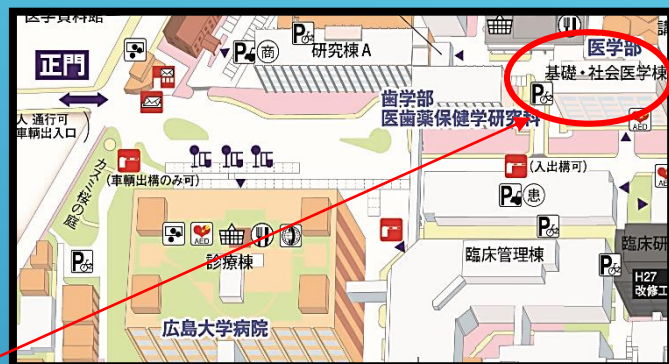 医学資料館
正門
人 通行可
車輌出入口
商
研究棟A
医学部
基礎・社会医学棟
歯学部
医歯薬保健学研究科
AED
(車輌出構のみ可)
(入出構可)
カスミ桜の庭
P
患
AED
診療棟
臨床管理棟
臨床研
H27
改修工
広島大学病院